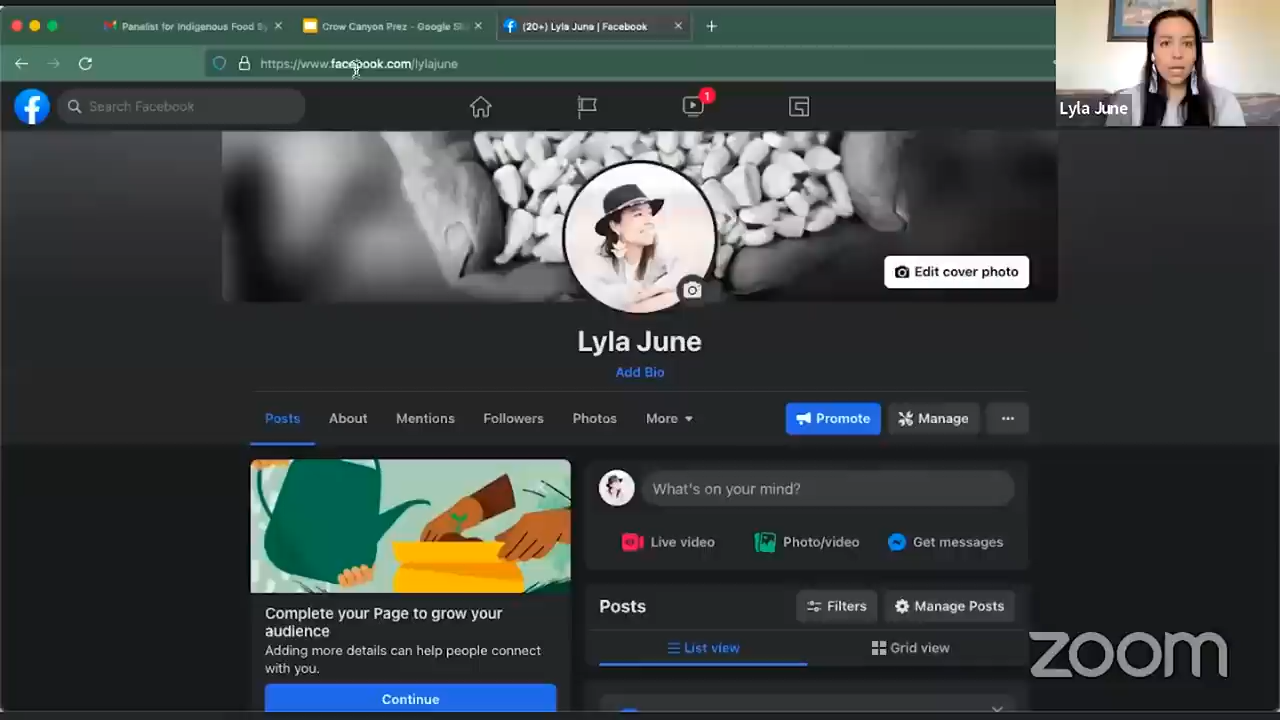 Panelist for Indigenous Food Sy
Crow Canyon Prez - Google Sli
(20+) Lyla June | Facebook
https://www.facebook.com/lylajune
Lyla June
Search Facebook
1
Edit cover photo
Lyla June
Add Bio
Posts
About
Mentions
Followers
Photos
More
Promote
Manage
What's on your mind?
Live video
Photo/video
Get messages
Complete your Page to grow your
audience
Adding more details can help people connect
with you.
Continue
Posts
Filters
Manage Posts
List view
Grid view
zoom